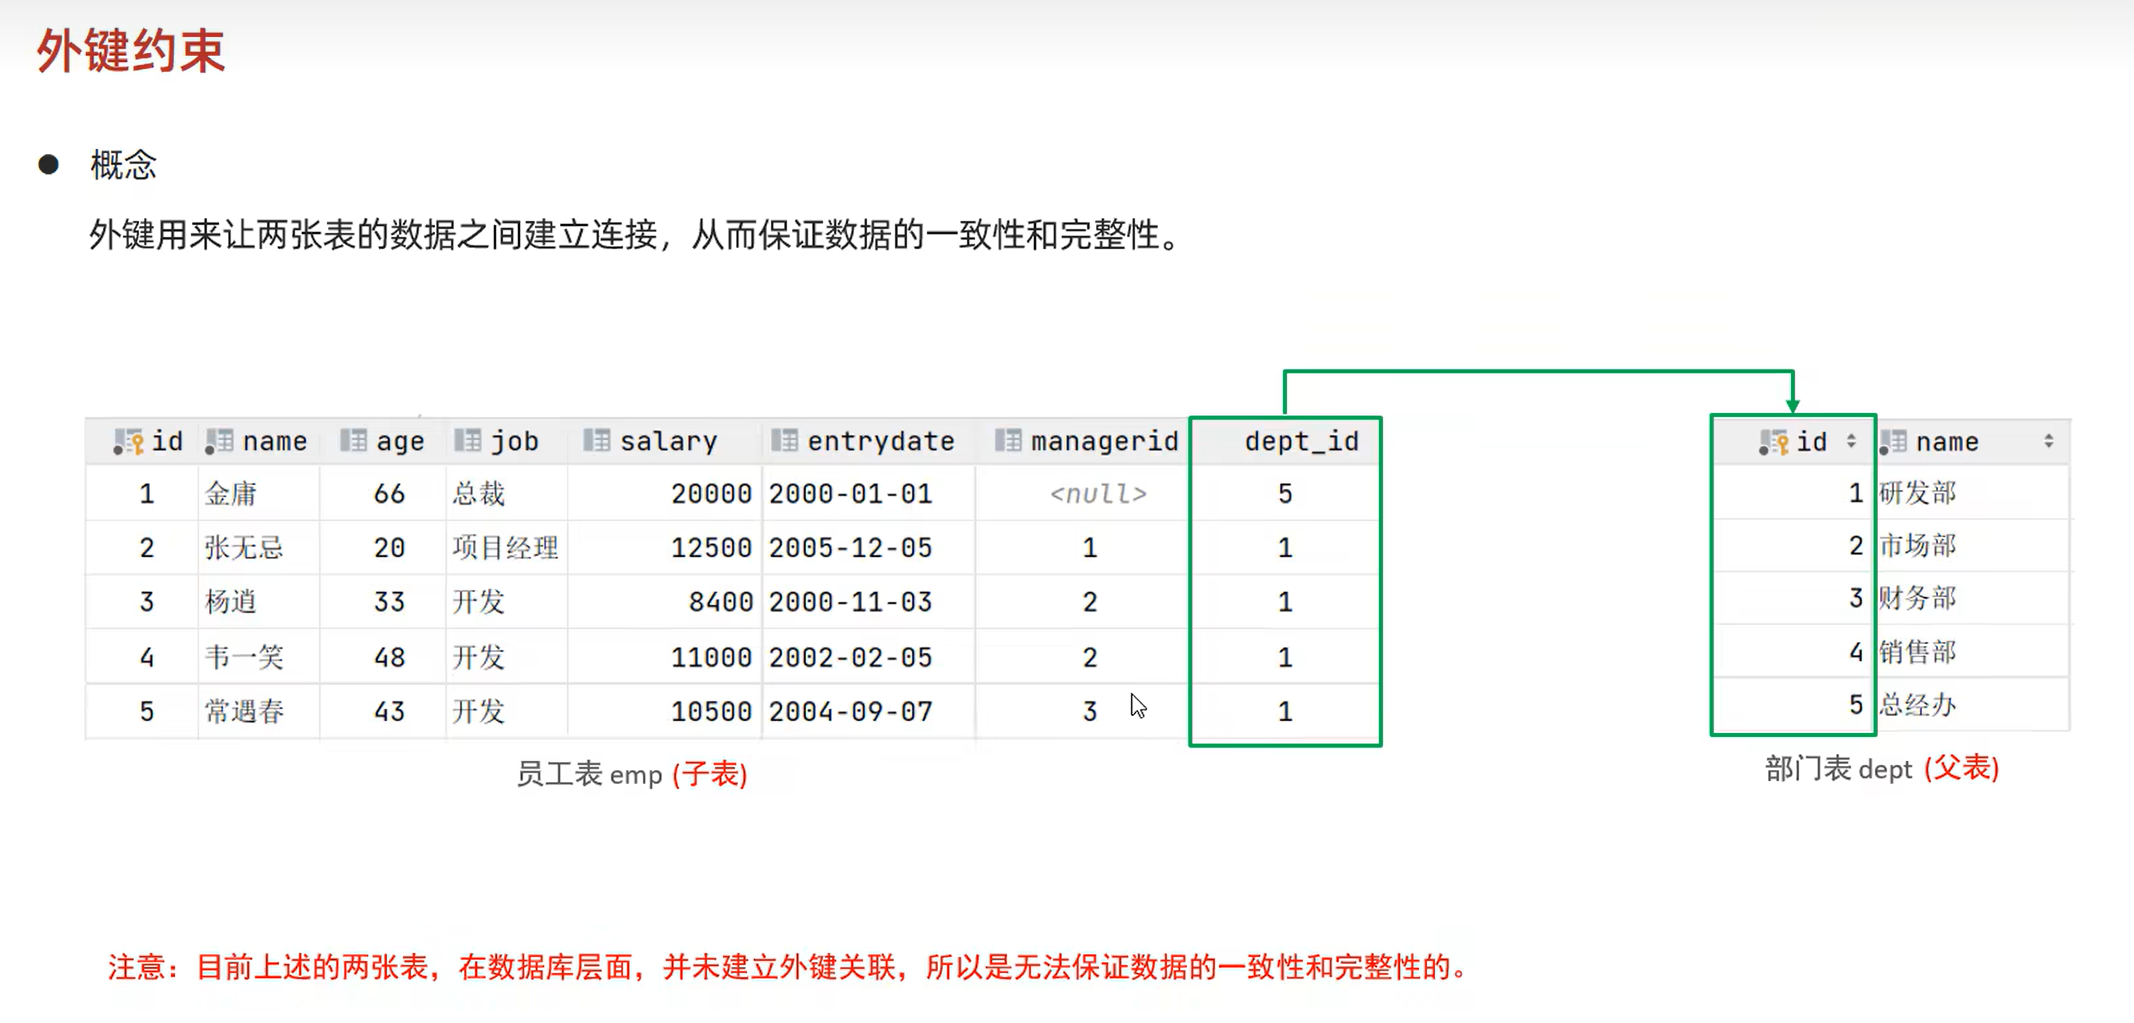 外键约束
● 概念
外键用来让两张表的数据之间建立连接，从而保证数据的一致性和完整性。
id name age job salary entrydate managerid dept_id
1 金庸 66 总裁 20000 2000-01-01 <null> 5
2 张无忌 20 项目经理 12500 2005-12-05 1 1
3 杨逍 33 开发 8400 2000-11-03 2 1
4 韦一笑 48 开发 11000 2002-02-05 2 1
5 常遇春 43 开发 10500 2004-09-07 3 1
员工表 emp (子表)
id name
1 研发部
2 市场部
3 财务部
4 销售部
5 总经办
部门表 dept (父表)
注意：目前上述的两张表，在数据库层面，并未建立外键关联，所以是无法保证数据的一致性和完整性的。